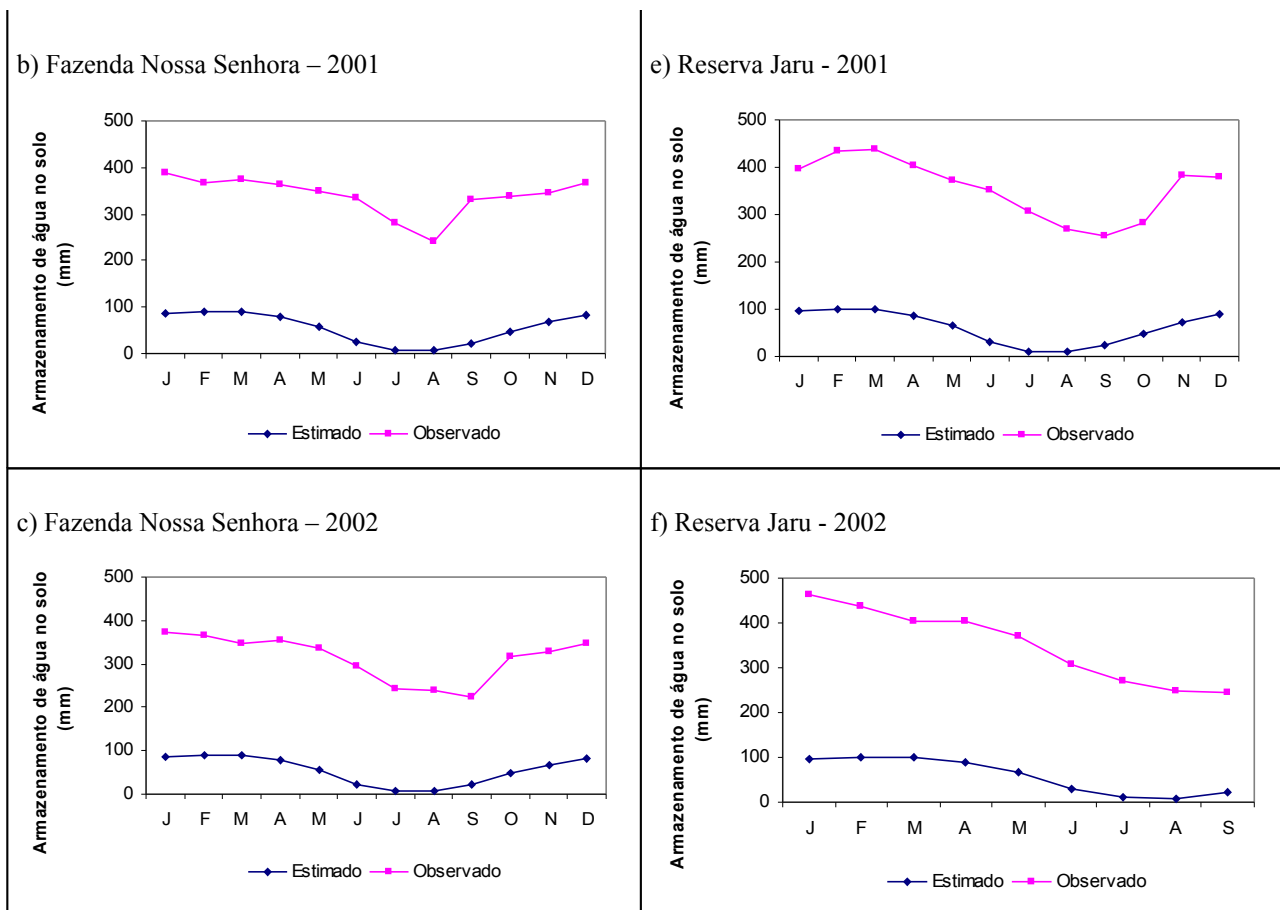 b) Fazenda Nossa Senhora – 2001
Armazenamento de água no solo
(mm)
500
400
300
200
100
0
J F M A M J J A S O N D
Estimado Observado
e) Reserva Jaru - 2001
Armazenamento de água no solo
(mm)
500
400
300
200
100
0
J F M A M J J A S O N D
Estimado Observado
c) Fazenda Nossa Senhora – 2002
Armazenamento de água no solo
(mm)
500
400
300
200
100
0
J F M A M J J A S O N D
Estimado Observado
f) Reserva Jaru - 2002
Armazenamento de água no solo
(mm)
500
400
300
200
100
0
J F M A M J J A S
Estimado Observado